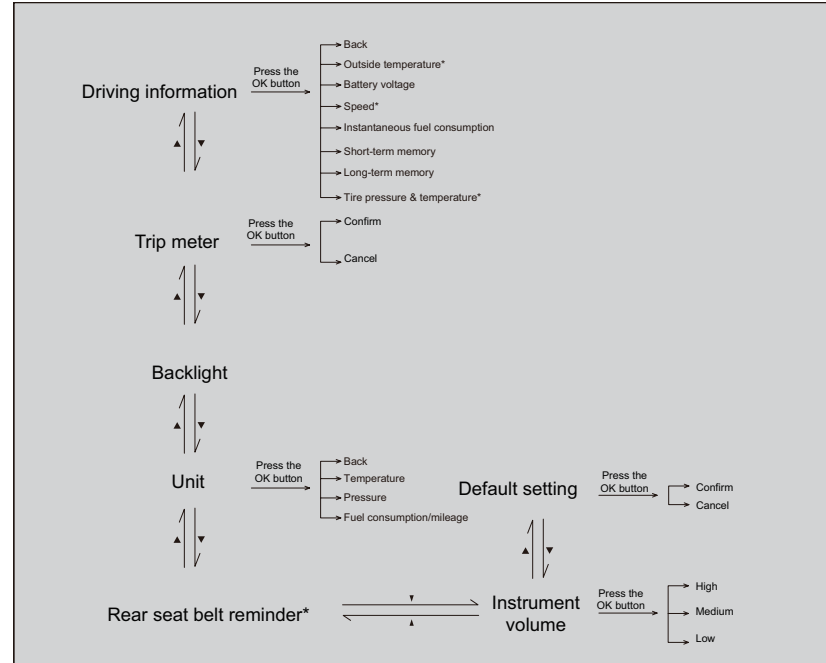 Driving information
Press the
OK button
Back
Outside temperature*
Battery voltage
Speed*
Instantaneous fuel consumption
Short-term memory
Long-term memory
Tire pressure & temperature*
Trip meter
Press the
OK button
Confirm
Cancel
Backlight
Unit
Press the
OK button
Back
Temperature
Pressure
Fuel consumption/mileage
Default setting
Press the
OK button
Confirm
Cancel
Rear seat belt reminder*
Instrument
volume
Press the
OK button
High
Medium
Low